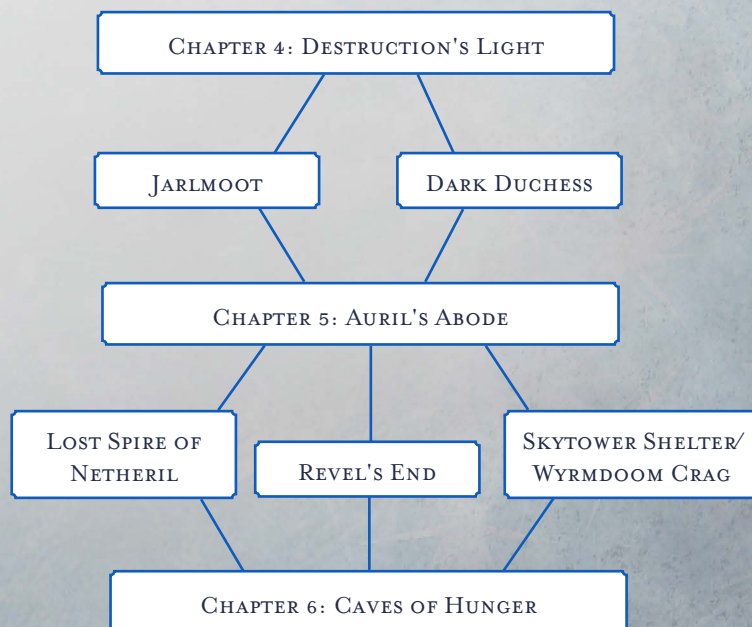 Chapter 4: Destruction's Light
Jarlmoot
Dark Duchess
Chapter 5: Auril's Abode
Lost Spire of
Netheril
Revel's End
Skytower Shelter/
Wyrmdoom Crag
Chapter 6: Caves of Hunger